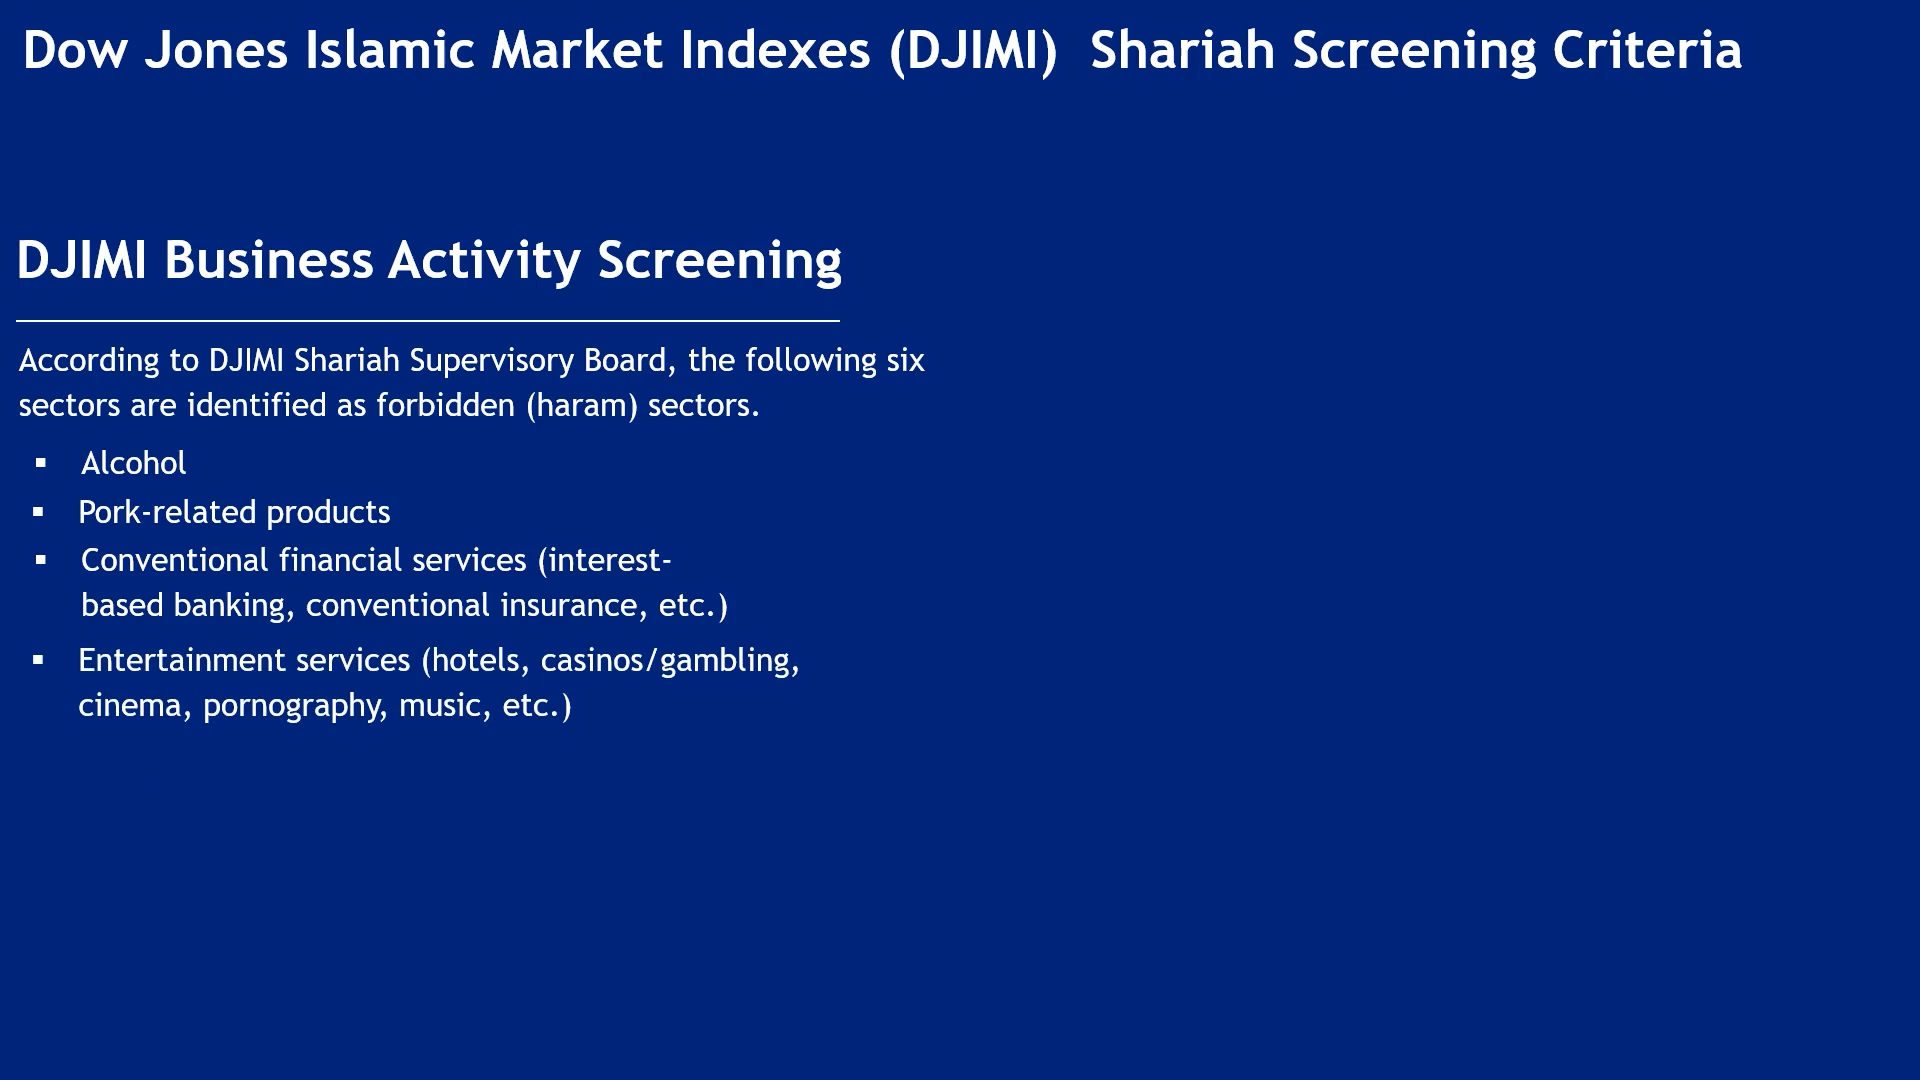 Dow Jones Islamic Market Indexes (DJIMI) Shariah Screening Criteria
DJIMI Business Activity Screening
According to DJIMI Shariah Supervisory Board, the following six
sectors are identified as forbidden (haram) sectors.
▪ Alcohol
▪ Pork-related products
▪ Conventional financial services (interest-
based banking, conventional insurance, etc.)
▪ Entertainment services (hotels, casinos/gambling,
cinema, pornography, music, etc.)